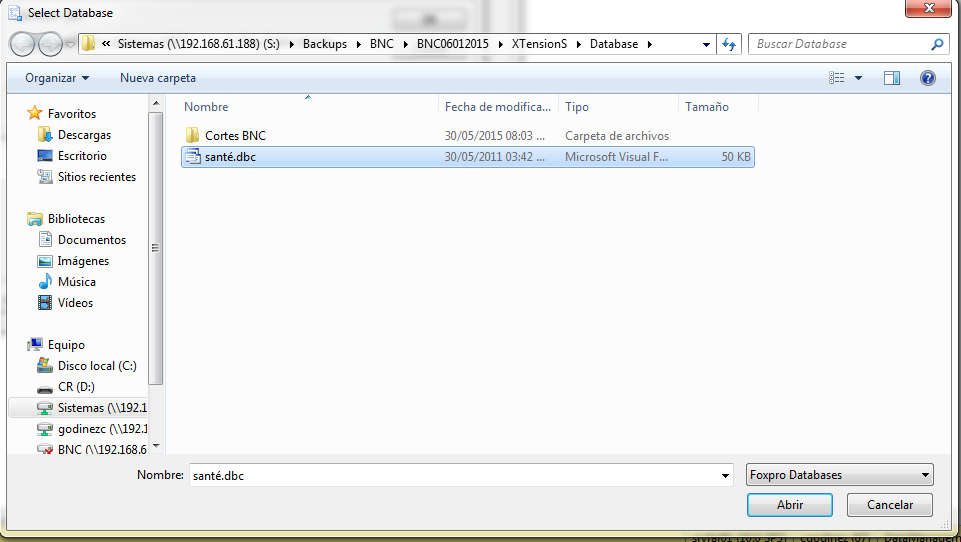 Select Database
« Sistemas (\\192.168.61.188) (S:) Backups BNC BNC06012015 XTensionS Database
Buscar Database
Organizar Nueva carpeta
Favoritos
Descargas
Escritorio
Sitios recientes
Bibliotecas
Documentos
Imágenes
Música
Vídeos
Equipo
Disco local (C:)
CR (D:)
Sistemas (\\192.1
godinezc (\\192.1
BNC (\\192.168.6
Nombre Fecha de modifica... Tipo Tamaño
Cortes BNC 30/05/2015 08:03 ... Carpeta de archivos
santé.dbc 30/05/2011 03:42 ... Microsoft Visual F... 50 KB
Nombre: santé.dbc Foxpro Databases
Abrir Cancelar